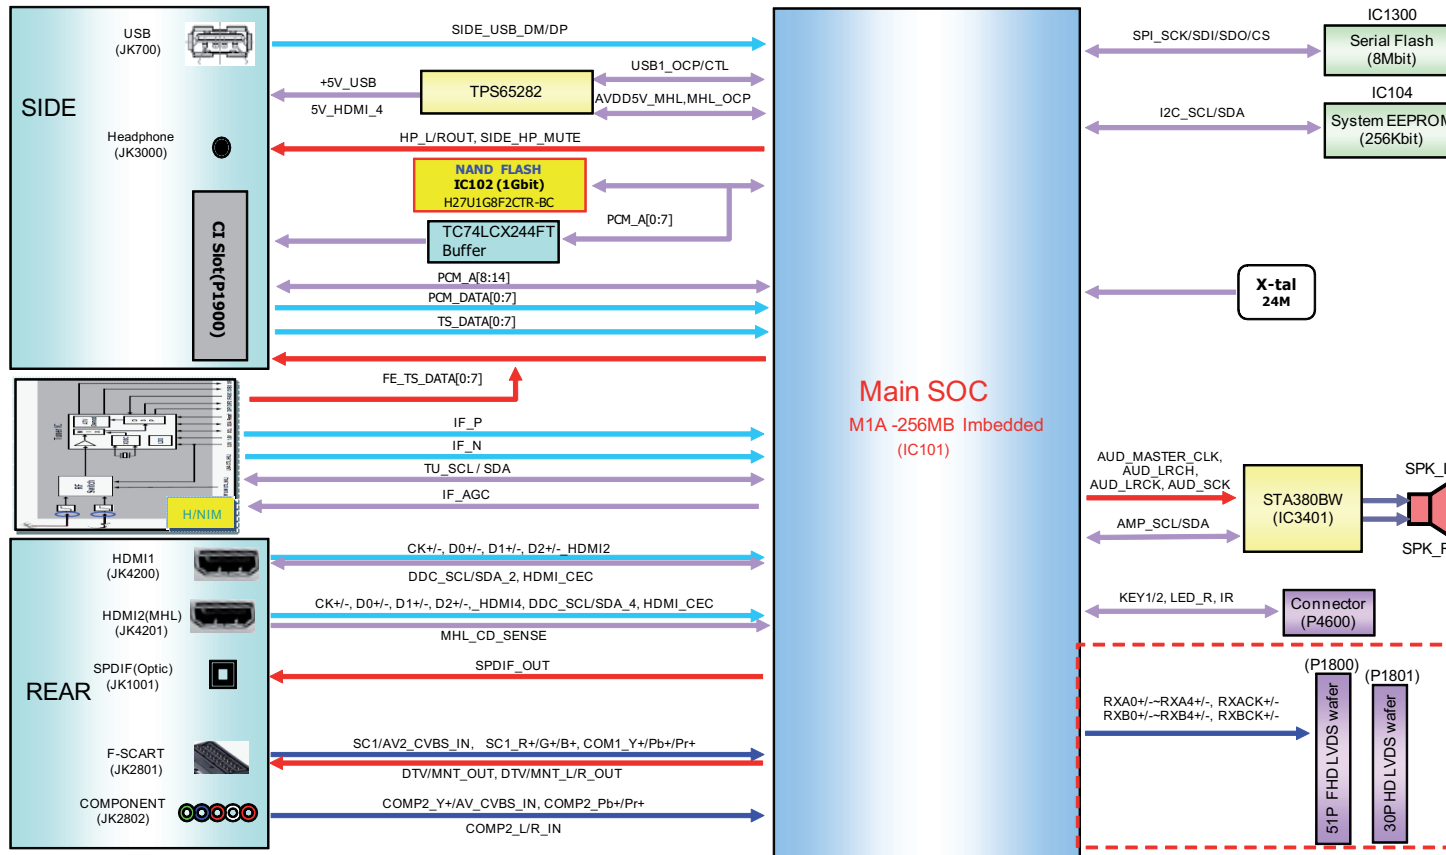 SIDE
USB
(JK700)
SIDE_USB_DM/DP
+5V_USB
5V_HDMI_4
TPS65282
USB1_OCP/CTL
AVDD5V_MHL,MHL_OCP
Headphone
(JK3000)
HP_L/ROUT, SIDE_HP_MUTE
NAND FLASH
IC102 (1Gbit)
H27U1G8F2CTR-BC
PCM_A[0:7]
TC74LCX244FT
Buffer
CI Slot(P1900)
PCM_A[8:14]
PCM_DATA[0:7]
TS_DATA[0:7]
FE_TS_DATA[0:7]
RF
Switch
H/NIM
IF_P
IF_N
TU_SCL / SDA
IF_AGC
REAR
HDMI1
(JK4200)
CK+/-, D0+/-, D1+/-, D2+/-_HDMI2
DDC_SCL/SDA_2, HDMI_CEC
HDMI2(MHL)
(JK4201)
CK+/-, D0+/-, D1+/-, D2+/-,_HDMI4, DDC_SCL/SDA_4, HDMI_CEC
MHL_CD_SENSE
SPDIF(Optic)
(JK1001)
SPDIF_OUT
F-SCART
(JK2801)
SC1/AV2_CVBS_IN, SC1_R+/G+/B+, COM1_Y+/Pb+/Pr+
DTV/MNT_OUT, DTV/MNT_L/R_OUT
COMPONENT
(JK2802)
COMP2_Y+/AV_CVBS_IN, COMP2_Pb+/Pr+
COMP2_L/R_IN
Main SOC
M1A -256MB Imbedded
(IC101)
SPI_SCK/SDI/SDO/CS
IC1300
Serial Flash
(8Mbit)
I2C_SCL/SDA
IC104
System EEPROM
(256Kbit)
X-tal
24M
AUD_MASTER_CLK,
AUD_LRCH,
AUD_LRCK, AUD_SCK
AMP_SCL/SDA
STA380BW
(IC3401)
SPK_
SPK_
KEY1/2, LED_R, IR
Connector
(P4600)
RXA0+/-~RXA4+/-, RXACK+/-
RXB0+/-~RXB4+/-, RXBCK+/-
(P1800)
51P FHD LVDS wafer
(P1801)
30P HD LVDS wafer